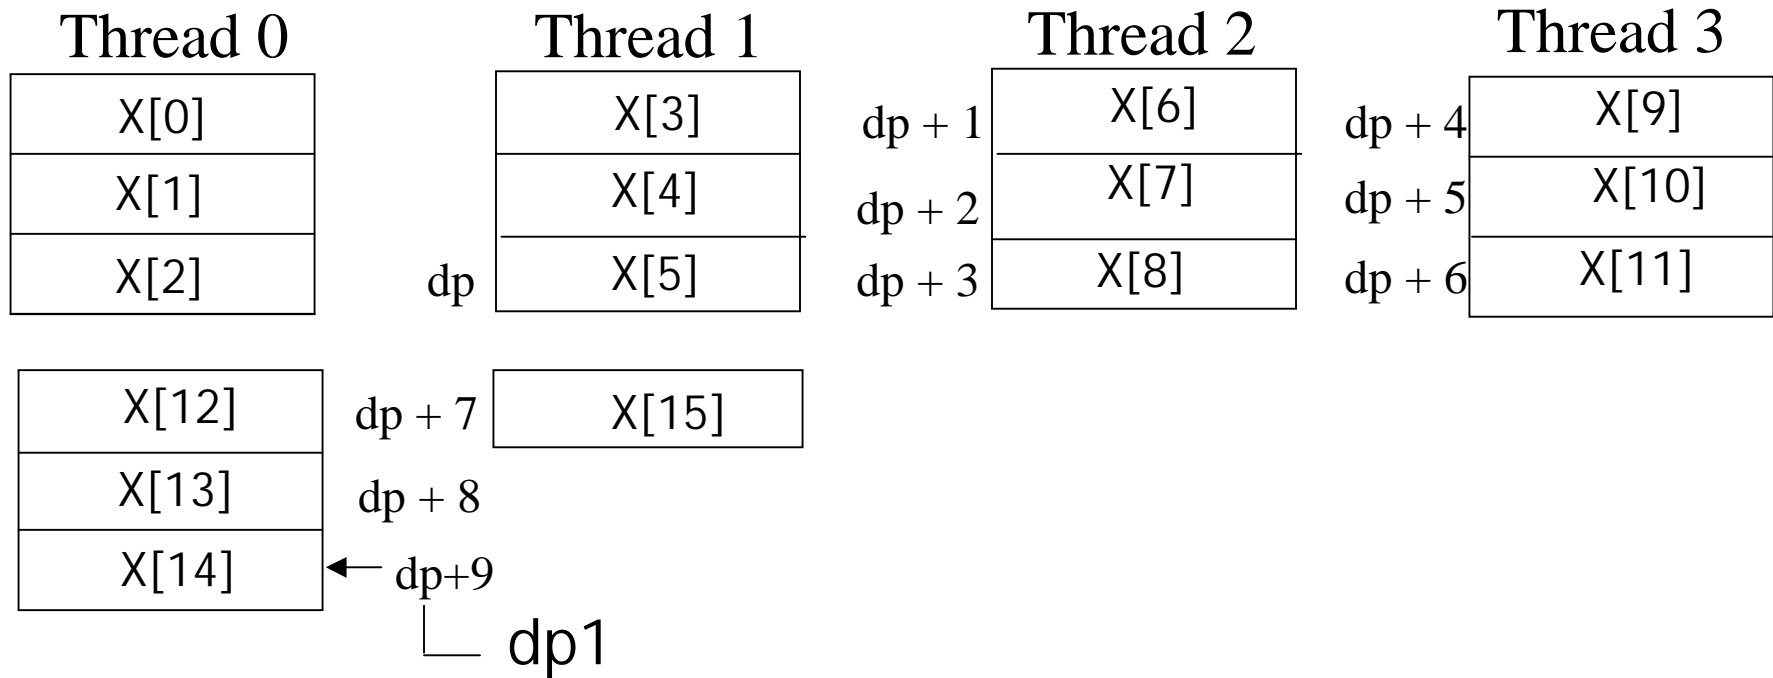 Thread 0 Thread 1 Thread 2 Thread 3
X[0] X[3] dp + 1 X[6] dp + 4 X[9]
X[1] X[4] dp + 2 X[7] dp + 5 X[10]
X[2] dp X[5] dp + 3 X[8] dp + 6 X[11]
X[12] dp + 7 X[15]
X[13] dp + 8
X[14] dp+9
dp1